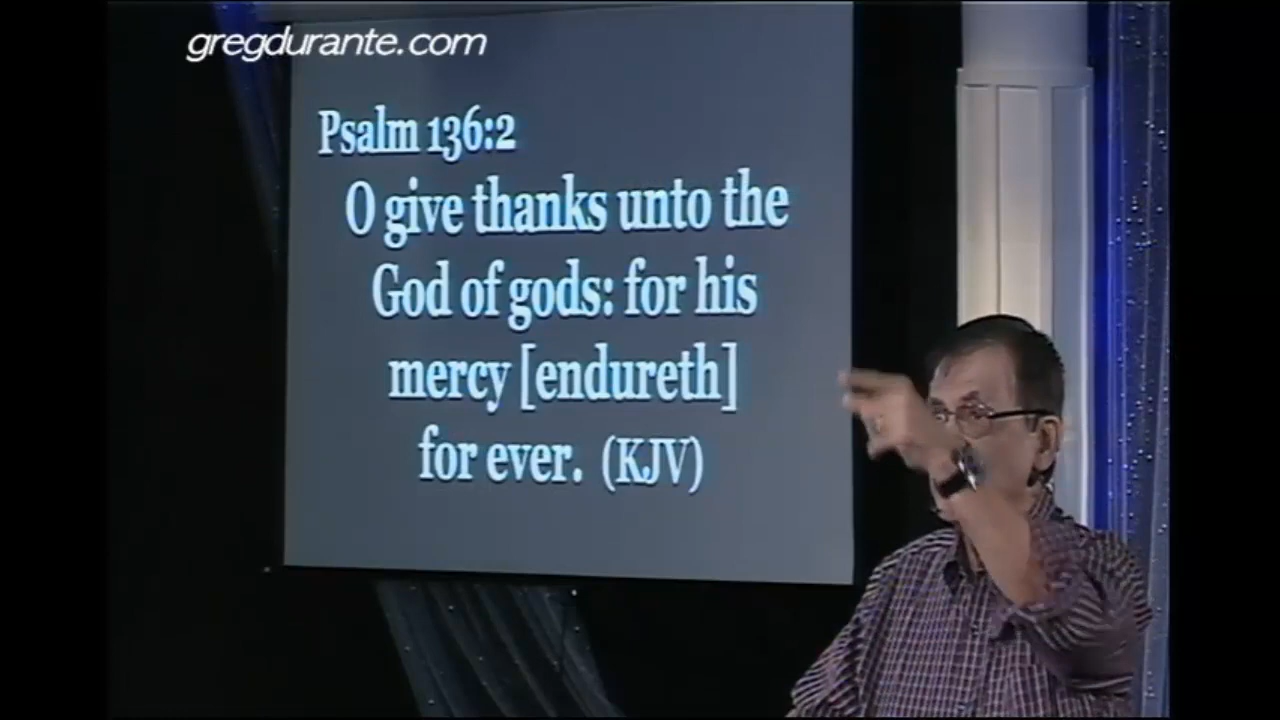 gregdurante.com
Psalm 136:2
O give thanks unto the
God of gods: for his
mercy [endureth]
for ever. (KJV)